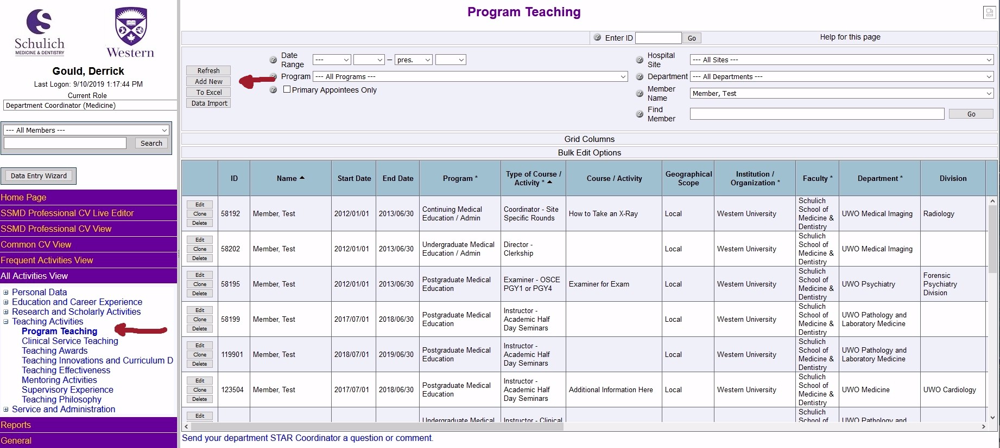 Schulich
MEDICINE & DENTISTRY
Western
Gould, Derrick
Last Logon: 9/10/2019 1:17:44 PM
Current Role
Department Coordinator (Medicine)
--- All Members ---
Search
Data Entry Wizard
Home Page
SSMD Professional CV Live Editor
SSMD Professional CV View
Common CV View
Frequent Activities View
All Activities View
Personal Data
Education and Career Experience
Research and Scholarly Activities
Teaching Activities
Program Teaching
Clinical Service Teaching
Teaching Awards
Teaching Innovations and Curriculum D
Teaching Effectiveness
Mentoring Activities
Supervisory Experience
Teaching Philosophy
Service and Administration
Reports
General
Program Teaching
Enter ID
Go
Help for this page
Refresh
Add New
To Excel
Data Import
Date
Range
---
–
pres.
Program
--- All Programs ---
Primary Appointees Only
Hospital
Site
--- All Sites ---
Department
--- All Departments ---
Member
Name
Member, Test
Find
Member
Go
Grid Columns
Bulk Edit Options
ID
Name
Start Date
End Date
Program *
Type of Course /
Activity *
Course / Activity
Geographical
Scope
Institution /
Organization *
Faculty *
Department *
Division
Edit
Clone
Delete
58192
Member, Test
2012/01/01
2013/06/30
Continuing Medical
Education / Admin
Coordinator - Site
Specific Rounds
How to Take an X-Ray
Local
Western University
Schulich
School of
Medicine &
Dentistry
UWO Medical Imaging
Radiology
Edit
Clone
Delete
58202
Member, Test
2012/01/01
2013/06/30
Undergraduate Medical
Education / Admin
Director -
Clerkship
Local
Western University
Schulich
School of
Medicine &
Dentistry
UWO Medical Imaging
Edit
Clone
Delete
58195
Member, Test
2012/01/01
2013/06/30
Postgraduate Medical
Education
Examiner - OSCE
PGY1 or PGY4
Examiner for Exam
Local
Western University
Schulich
School of
Medicine &
Dentistry
UWO Psychiatry
Forensic
Psychiatry
Division
Edit
Clone
Delete
58199
Member, Test
2017/07/01
2018/06/30
Postgraduate Medical
Education
Instructor -
Academic Half
Day Seminars
Local
Western University
Schulich
School of
Medicine &
Dentistry
UWO Pathology and
Laboratory Medicine
Edit
Clone
Delete
119901
Member, Test
2018/07/01
2019/06/30
Postgraduate Medical
Education
Instructor -
Academic Half
Day Seminars
Local
Western University
Schulich
School of
Medicine &
Dentistry
UWO Pathology and
Laboratory Medicine
Edit
Clone
Delete
123504
Member, Test
2017/07/01
2018/06/30
Postgraduate Medical
Education
Instructor -
Academic Half
Day Seminars
Additional Information Here
Local
Western University
Schulich
School of
Medicine &
Dentistry
UWO Medicine
UWO Cardiology
Edit
Undergraduate Medical
Instructor - Clinical
Schulich
School of
UWO Pathology and
Send your department STAR Coordinator a question or comment.